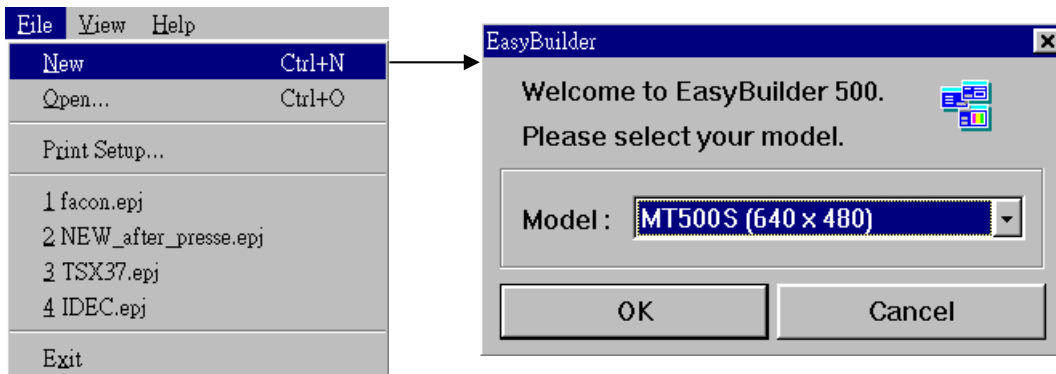 File View Help
New Ctrl+N
Open... Ctrl+O
Print Setup...
1 facon.epj
2 NEW_after_presse.epj
3 TSX37.epj
4 IDEC.epj
Exit
EasyBuilder
Welcome to EasyBuilder 500.
Please select your model.
Model : MT500S (640 x 480)
OK Cancel